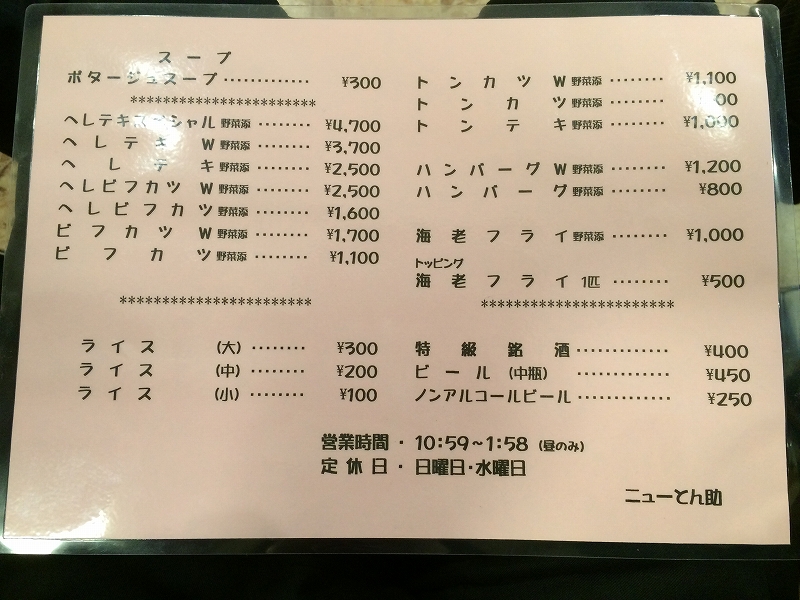 スープ
ポタージュスープ ・・・・・・・・・・・・ ¥300
**********************
ヘレテキスペシャル 野菜添 ・・・・・・・・ ¥4,700
ヘレテキW 野菜添 ・・・・・・・・ ¥3,700
ヘレテキ 野菜添 ・・・・・・・・ ¥2,500
ヘレビフカツW 野菜添 ・・・・・・・・ ¥2,500
ヘレビフカツ 野菜添 ・・・・・・・・ ¥1,600
ビフカツW 野菜添 ・・・・・・・・ ¥1,700
ビフカツ 野菜添 ・・・・・・・・ ¥1,100
**********************
ライス (大) ・・・・・・・・ ¥300
ライス (中) ・・・・・・・・ ¥200
ライス (小) ・・・・・・・・ ¥100
トンカツW 野菜添 ・・・・・・・・ ¥1,100
トンカツ 野菜添 ・・・・・・・・
トンテキ 野菜添 ・・・・・・・・ ¥1,000
ハンバーグW 野菜添 ・・・・・・・・ ¥1,200
ハンバーグ 野菜添 ・・・・・・・・ ¥800
海老フライ 野菜添 ・・・・・・・・ ¥1,000
トッピング
海老フライ 1匹 ・・・・・・・・ ¥500
**********************
特級銘酒 ・・・・・・・・・・・・・ ¥400
ビール (中瓶) ・・・・・・・・・・・・・ ¥450
ノンアルコールビール ・・・・・・・・・・・・・ ¥250
営業時間・10:59~1:58 (昼のみ)
定休日・日曜日・水曜日
ニューとん助